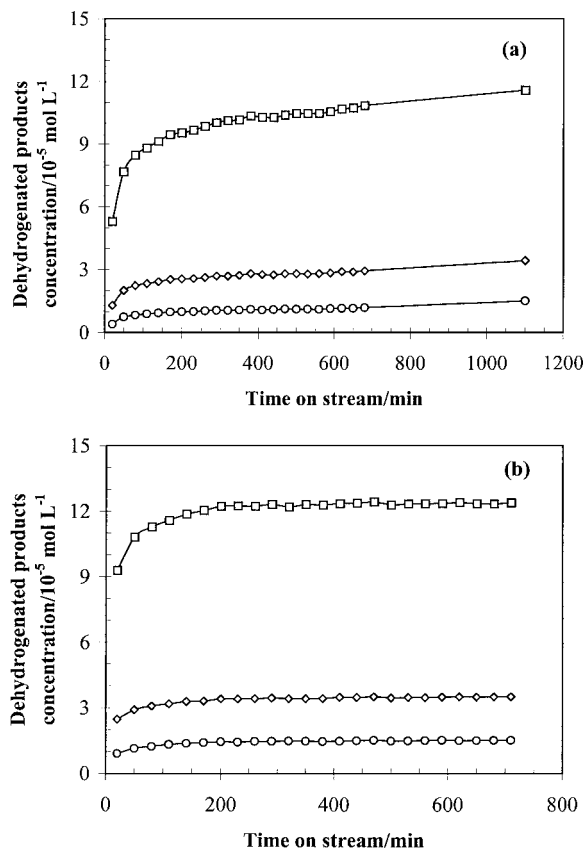 (a)
Dehydrogenated products
concentration/10⁻⁵ mol L⁻¹
15
12
9
6
3
0
0 200 400 600 800 1000 1200
Time on stream/min
(b)
Dehydrogenated products
concentration/10⁻⁵ mol L⁻¹
15
12
9
6
3
0
0 200 400 600 800
Time on stream/min